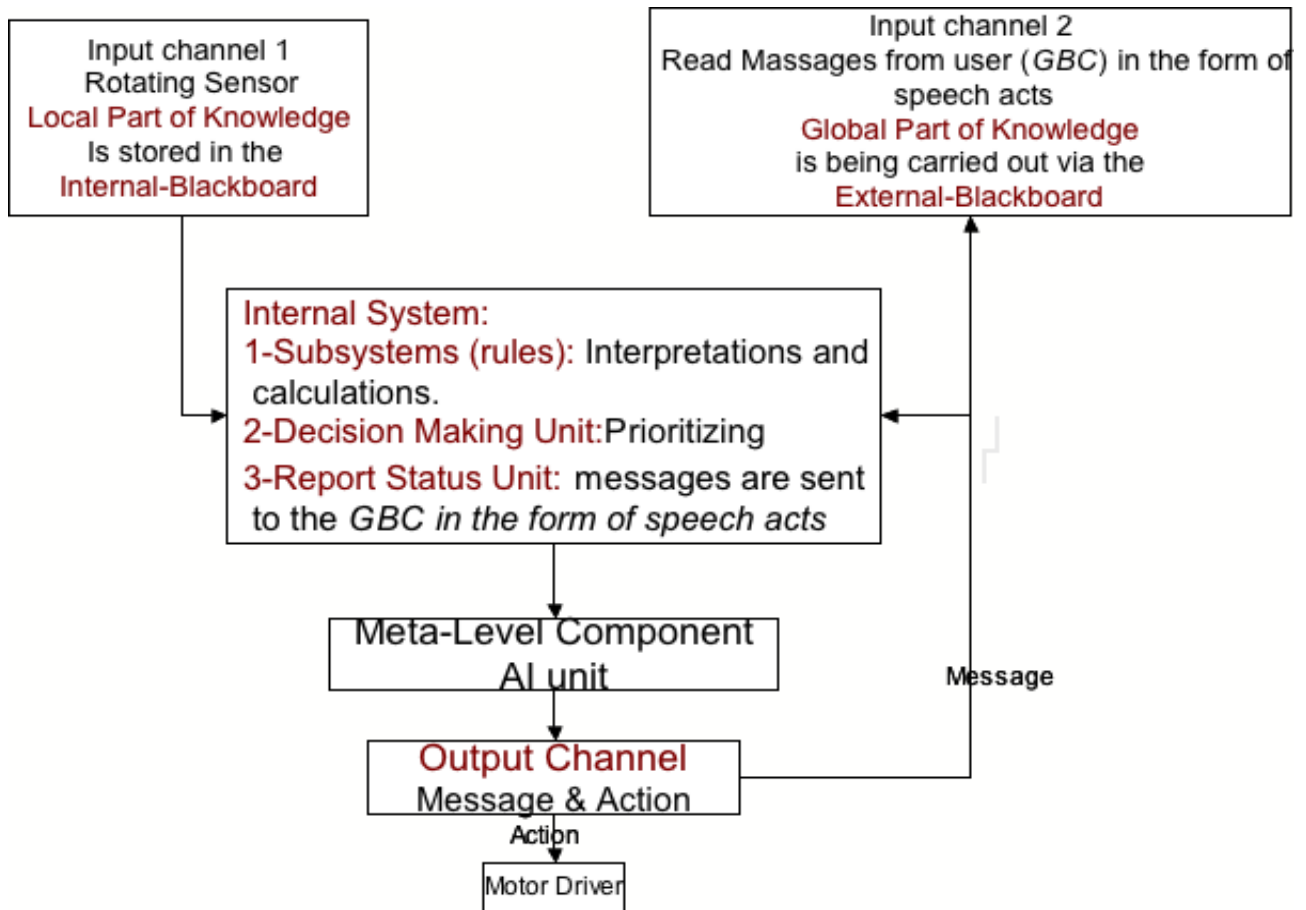 Input channel 1
Rotating Sensor
Local Part of Knowledge
Is stored in the
Internal-Blackboard
Input channel 2
Read Massages from user (GBC) in the form of
speech acts
Global Part of Knowledge
is being carried out via the
External-Blackboard
Internal System:
1-Subsystems (rules): Interpretations and
calculations.
2-Decision Making Unit:Prioritizing
3-Report Status Unit: messages are sent
to the GBC in the form of speech acts
Meta-Level Component
AI unit
Message
Output Channel
Message & Action
Action
Motor Driver